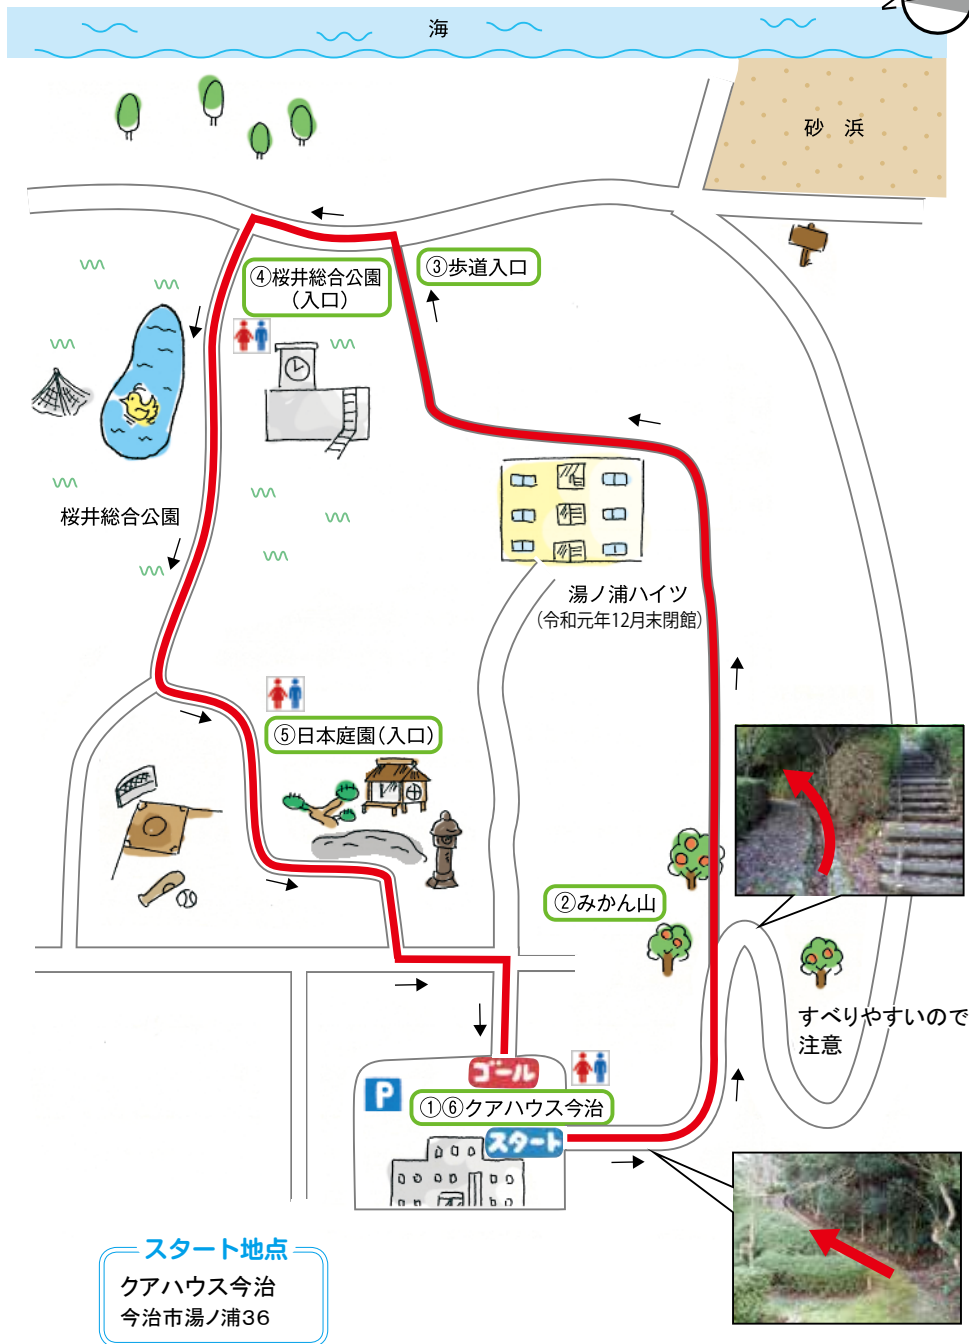 海
砂 浜
③歩道入口
④桜井総合公園
(入口)
桜井総合公園
湯ノ浦ハイツ
(令和元年12月末閉館)
⑤日本庭園(入口)
②みかん山
すべりやすいので
注意
ゴール
P
①⑥クアハウス今治
スタート
スタート地点
クアハウス今治
今治市湯ノ浦36